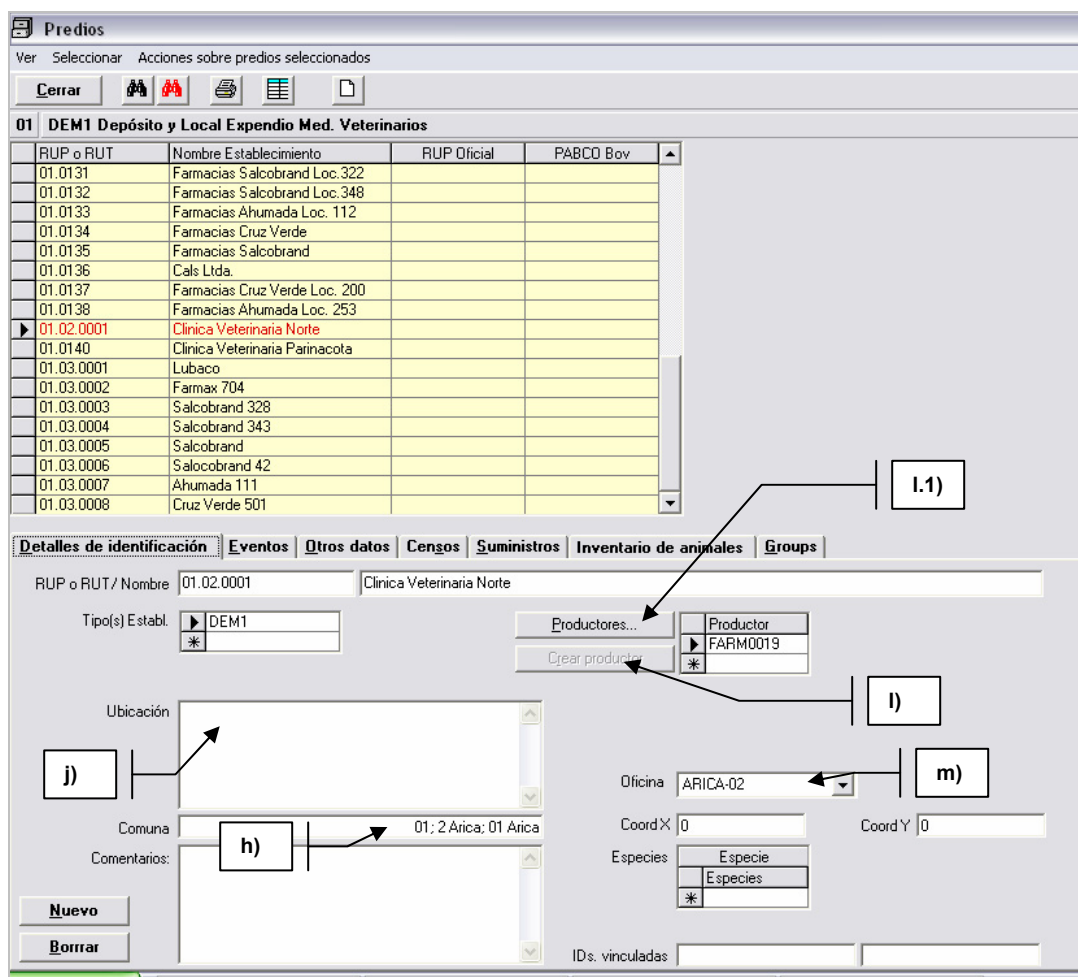 Predios
Ver Seleccionar Acciones sobre predios seleccionados
Cerrar
01 DEM1 Depósito y Local Expendio Med. Veterinarios
RUP o RUT Nombre Establecimiento RUP Oficial PABCO Bov
01.0131 Farmacias Salcobrand Loc.322
01.0132 Farmacias Salcobrand Loc.348
01.0133 Farmacias Ahumada Loc. 112
01.0134 Farmacias Cruz Verde
01.0135 Farmacias Salcobrand
01.0136 Cals Ltda.
01.0137 Farmacias Cruz Verde Loc. 200
01.0138 Farmacias Ahumada Loc. 253
01.02.0001 Clinica Veterinaria Norte
01.0140 Clinica Veterinaria Parinacota
01.03.0001 Lubaco
01.03.0002 Farmax 704
01.03.0003 Salcobrand 328
01.03.0004 Salcobrand 343
01.03.0005 Salcobrand
01.03.0006 Salocobrand 42
01.03.0007 Ahumada 111
01.03.0008 Cruz Verde 501
l.1)
Detalles de identificación Eventos Otros datos Censos Suministros Inventario de animales Groups
RUP o RUT/ Nombre 01.02.0001 Clinica Veterinaria Norte
Tipo(s) Establ. DEM1
Productores... Productor
FARM0019
Crear productor
l)
Ubicación
j)
m)
Oficina ARICA-02
Comuna 01; 2 Arica; 01 Arica
h)
Coord X 0 Coord Y 0
Comentarios:
Especies Especie
Especies
Nuevo
Borrrar
IDs. vinculadas